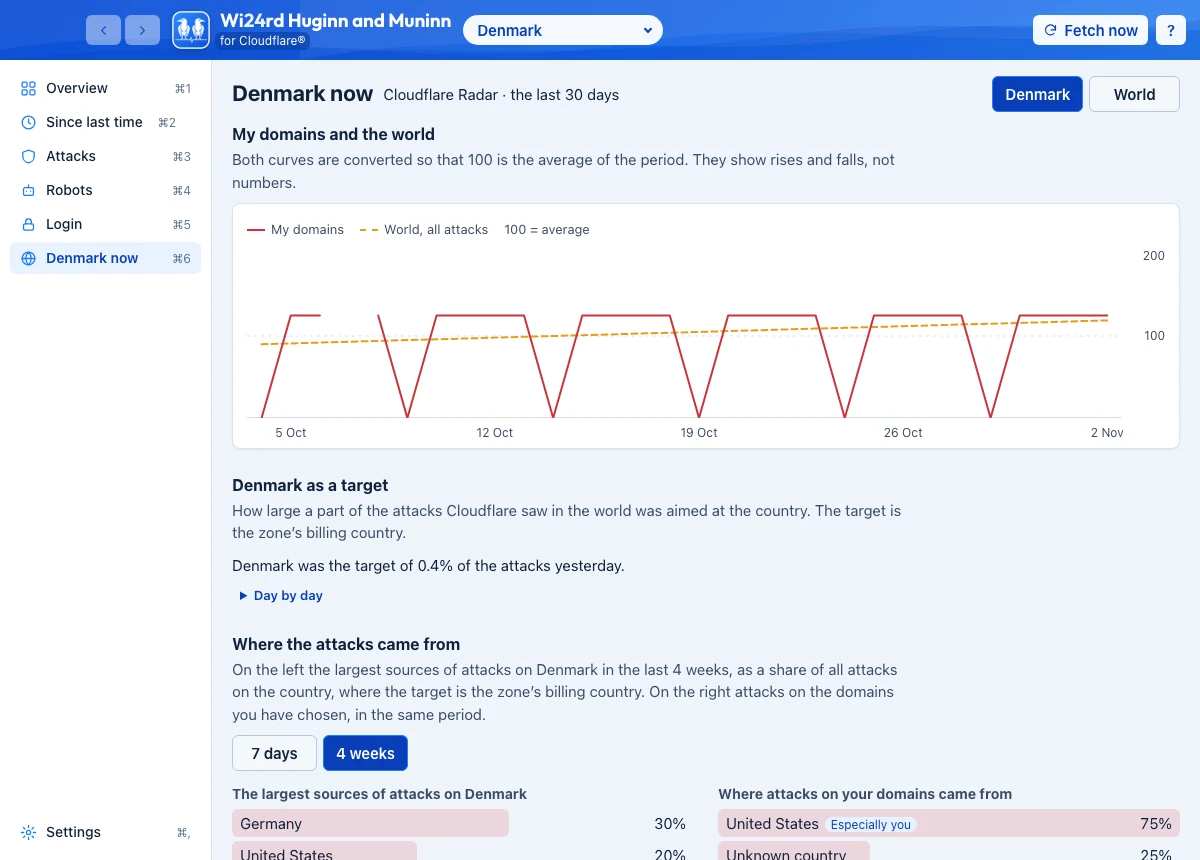 Wi24rd Huginn and Muninn
for Cloudflare®
Denmark
Fetch now
?
Overview ⌘1
Since last time ⌘2
Attacks ⌘3
Robots ⌘4
Login ⌘5
Denmark now ⌘6
Settings ⌘,
Denmark now Cloudflare Radar · the last 30 days
Denmark World
My domains and the world
Both curves are converted so that 100 is the average of the period. They show rises and falls, not
numbers.
My domains World, all attacks 100 = average
200
100
5 Oct 12 Oct 19 Oct 26 Oct 2 Nov
Denmark as a target
How large a part of the attacks Cloudflare saw in the world was aimed at the country. The target is
the zone’s billing country.
Denmark was the target of 0.4% of the attacks yesterday.
Day by day
Where the attacks came from
On the left the largest sources of attacks on Denmark in the last 4 weeks, as a share of all attacks
on the country, where the target is the zone’s billing country. On the right attacks on the domains
you have chosen, in the same period.
7 days 4 weeks
The largest sources of attacks on Denmark
Germany 30%
United States 20%
Where attacks on your domains came from
United States Especially you 75%
Unknown country 25%